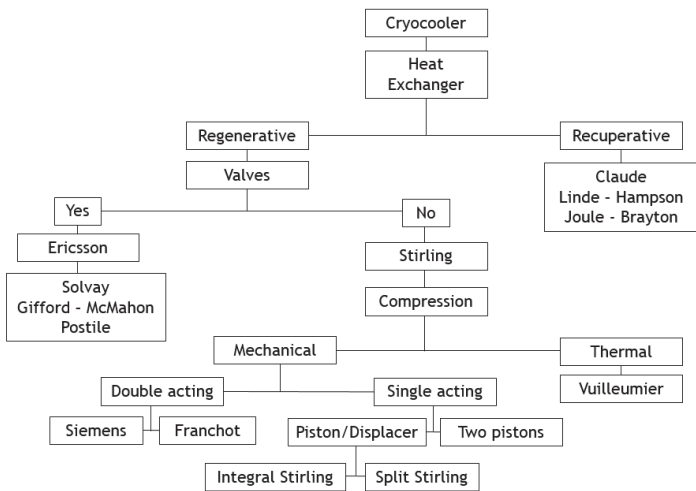 Cryocooler
Heat
Exchanger
Regenerative
Recuperative
Valves
Claude
Linde - Hampson
Joule - Brayton
Yes
No
Ericsson
Stirling
Solvay
Gifford - McMahon
Postile
Compression
Mechanical
Thermal
Vuilleumier
Double acting
Single acting
Siemens
Franchot
Piston/Displacer
Two pistons
Integral Stirling
Split Stirling